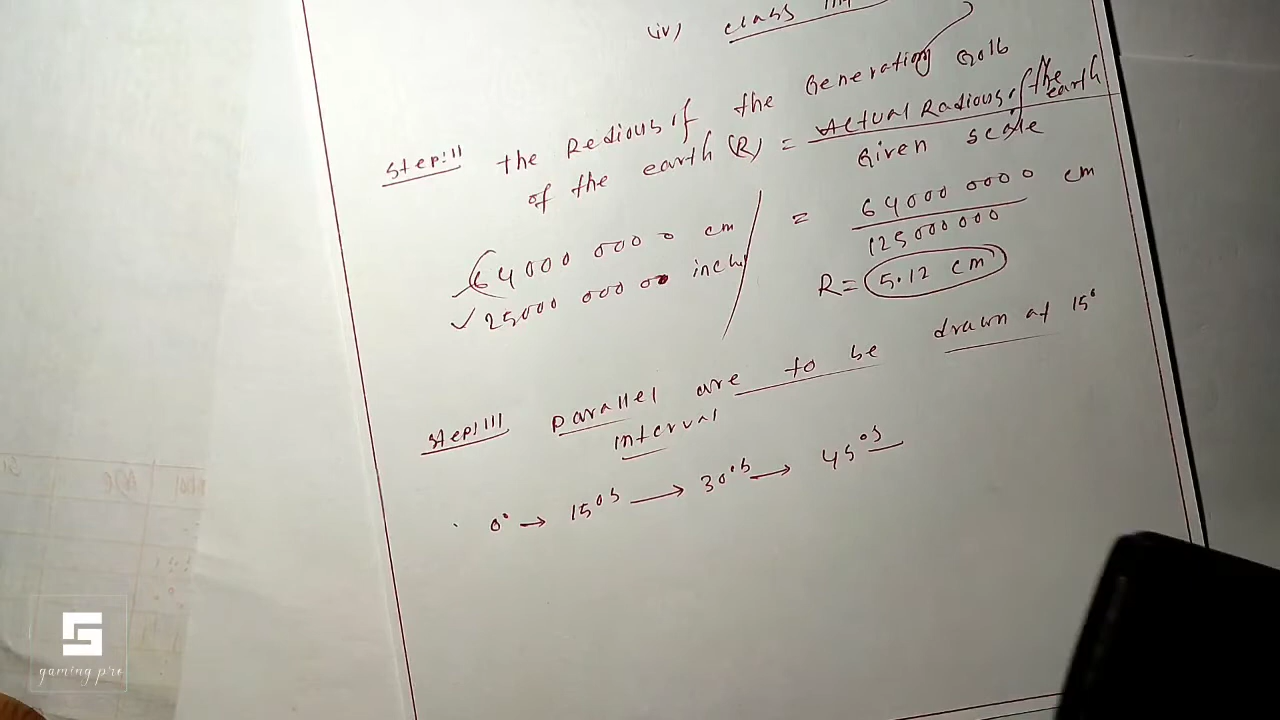 (iv) class
Step:II the Redious of the Generating Golb
of the earth (R) = Actual Radious of the earth
Given scale
64000 0000 cm = 64000 0000 cm
25000 000 00 inch 125000000
R = 5.12 cm
Step:III parallel are to be drawn at 15°
interval
0° → 15°S → 30°S → 45°S
gaming pro